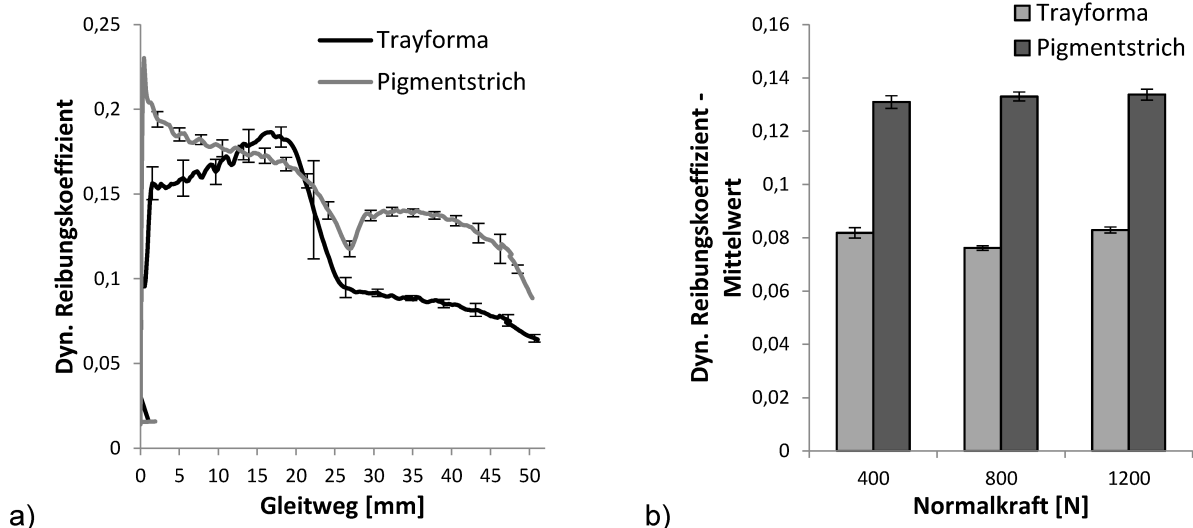 0,25
0,2
0,15
0,1
0,05
0
Dyn. Reibungskoeffizient
Trayforma
Pigmentstrich
0 5 10 15 20 25 30 35 40 45 50
Gleitweg [mm]
a)
0,16
0,14
0,12
0,1
0,08
0,06
0,04
0,02
0
Dyn. Reibungskoeffizient -
Mittelwert
Trayforma
Pigmentstrich
400 800 1200
Normalkraft [N]
b)